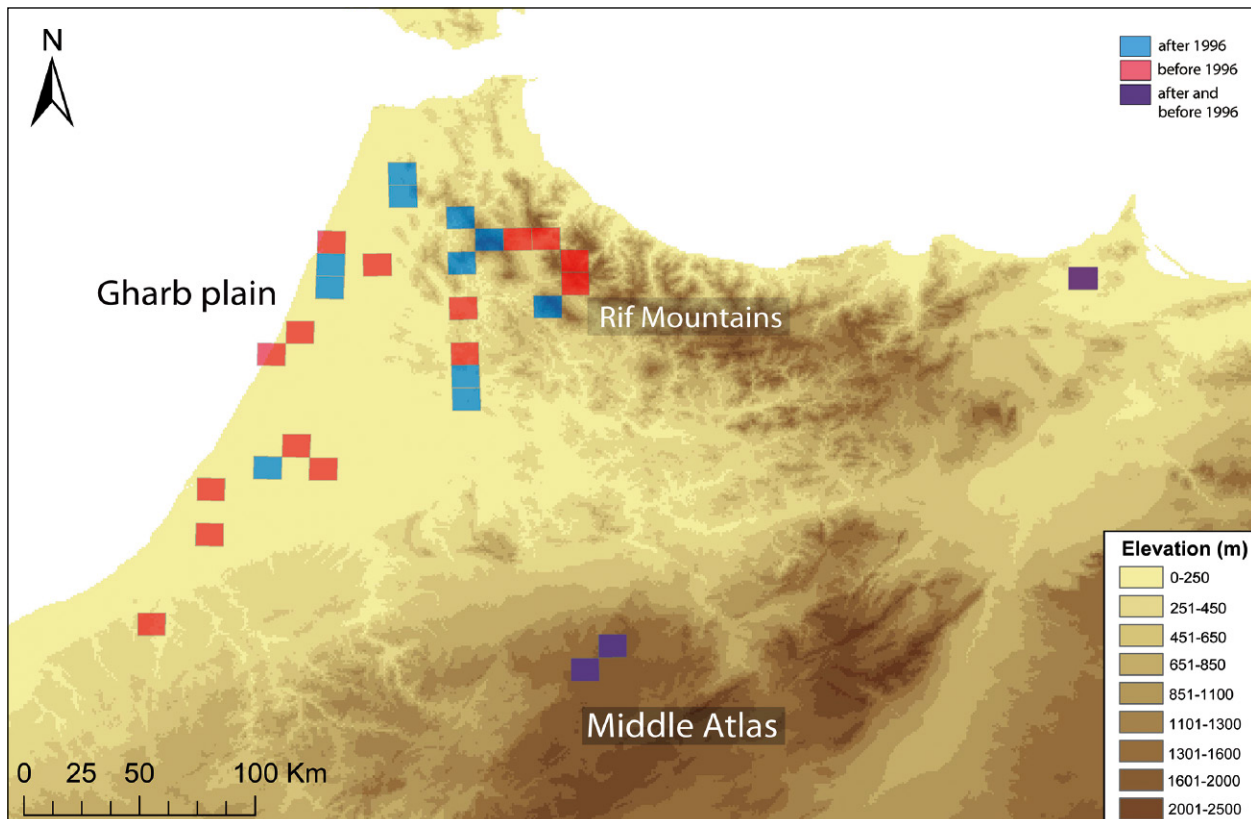 N
after 1996
before 1996
after and
before 1996
Gharb plain
Rif Mountains
Middle Atlas
0 25 50 100 Km
Elevation (m)
0-250
251-450
451-650
651-850
851-1100
1101-1300
1301-1600
1601-2000
2001-2500